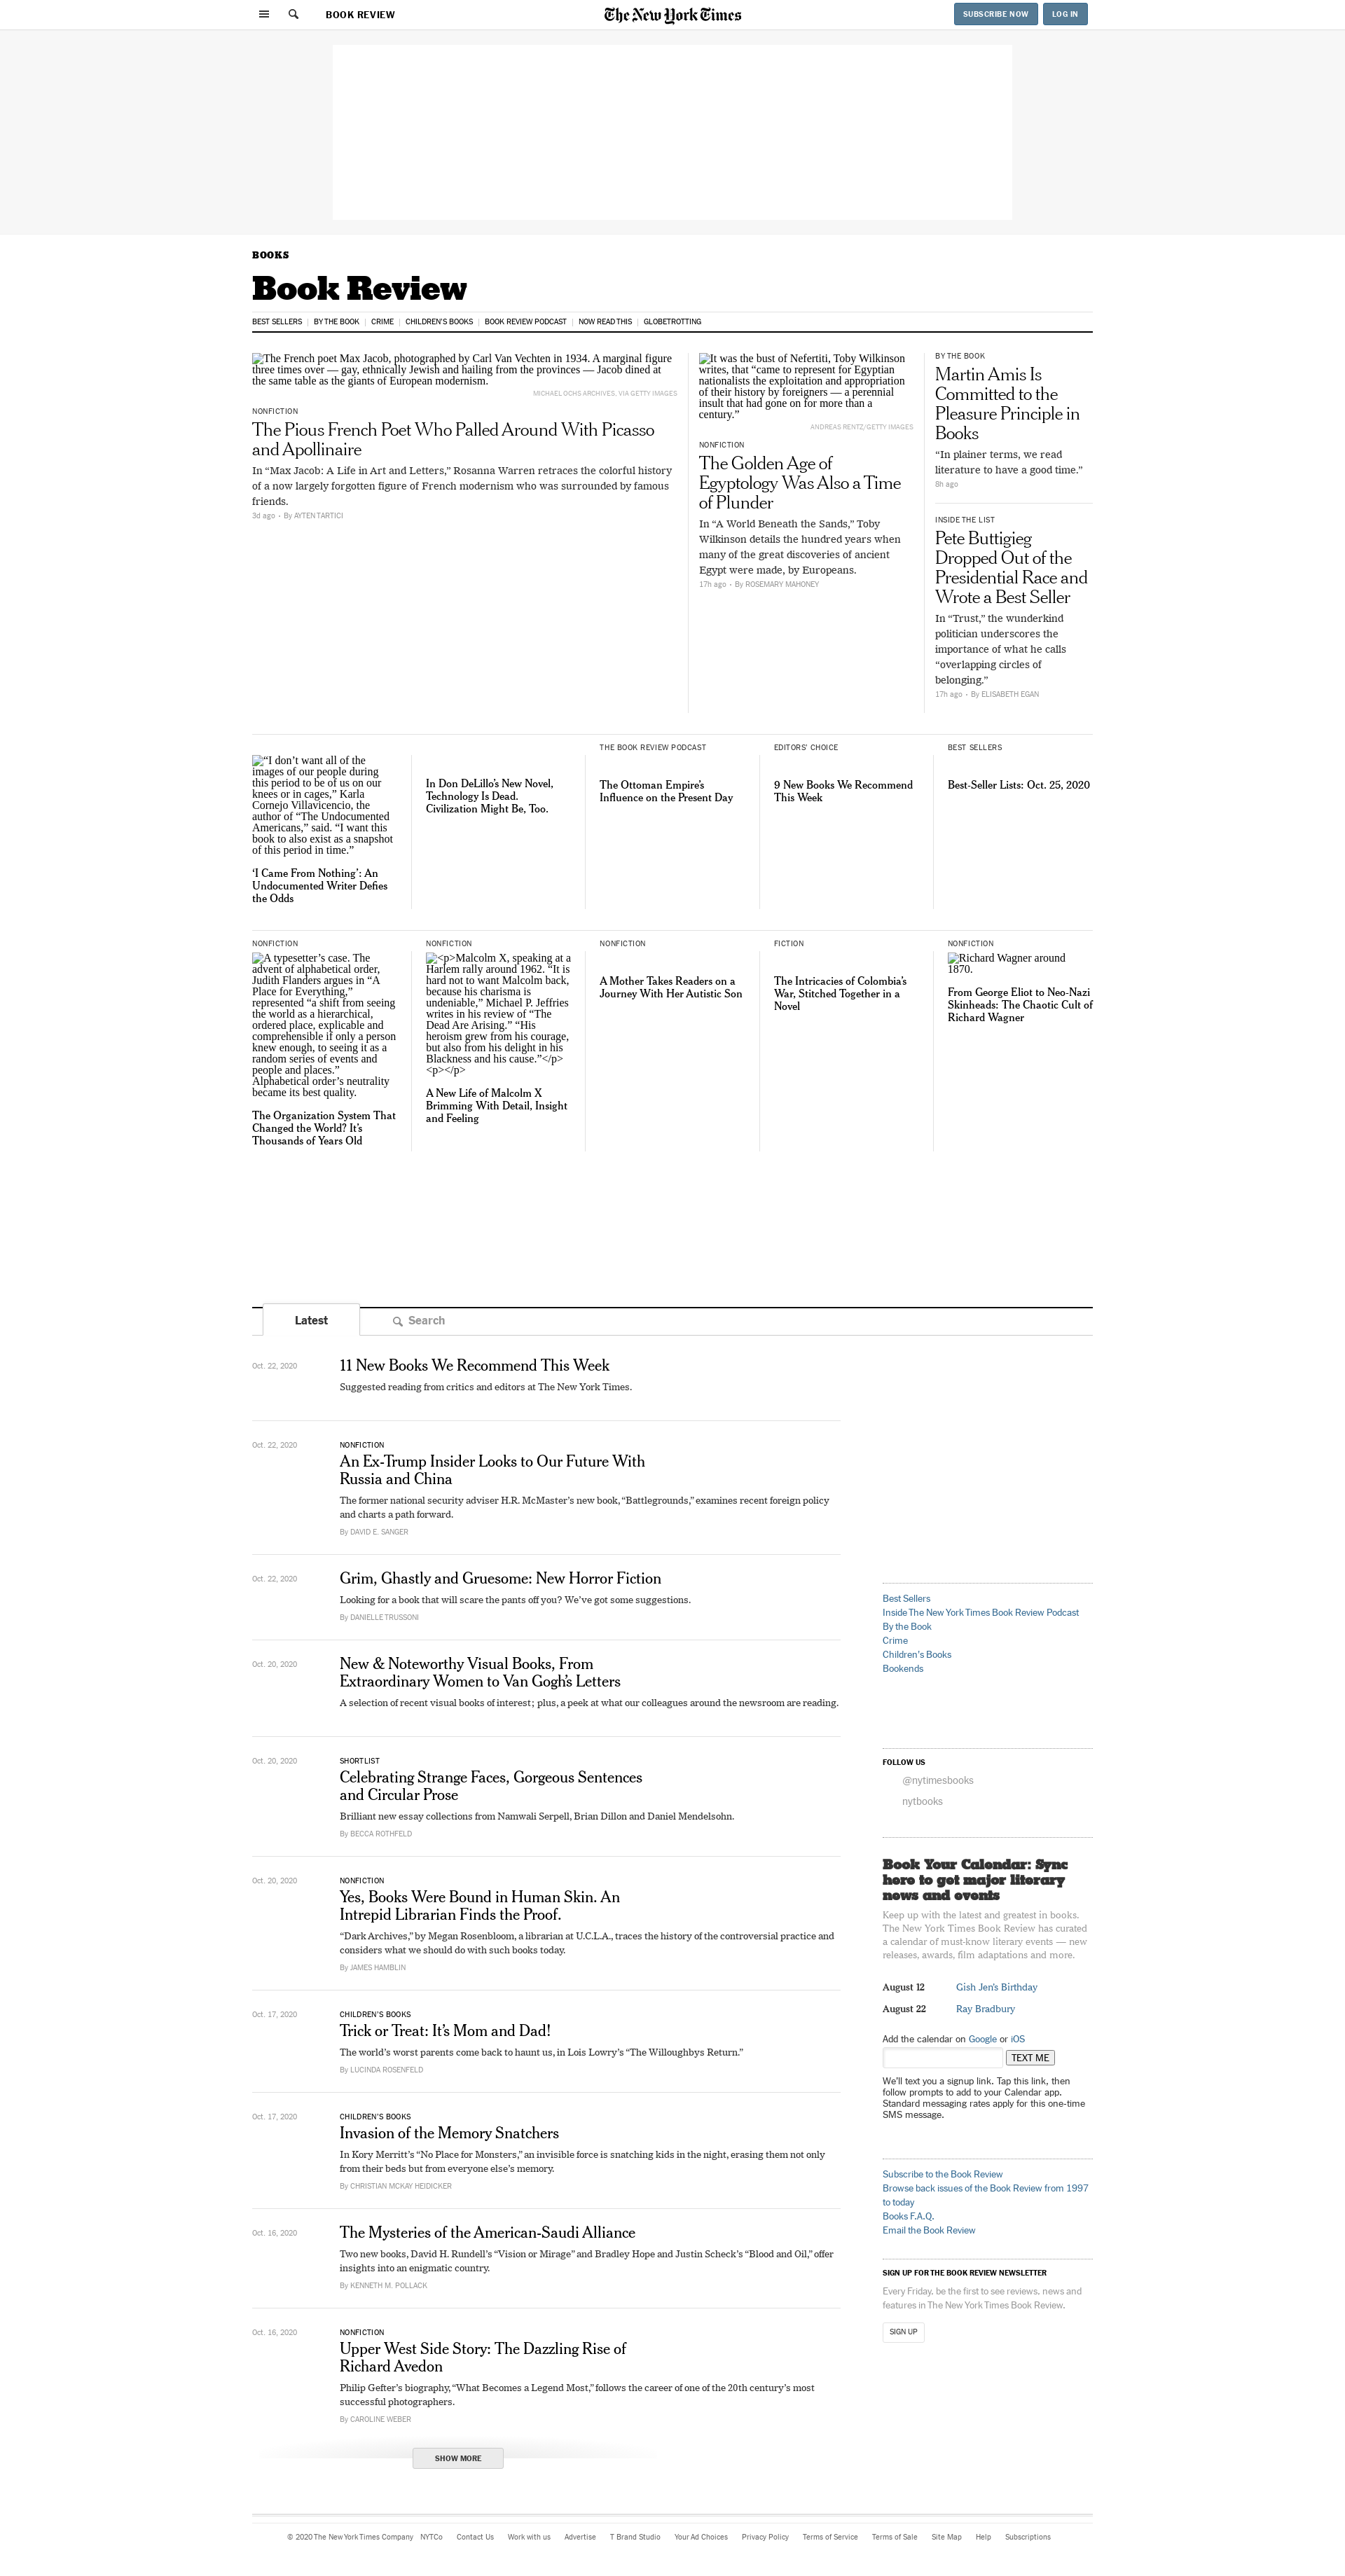 BOOK REVIEW
The New York Times
SUBSCRIBE NOW
LOG IN
BOOKS
Book Review
BEST SELLERS
BY THE BOOK
CRIME
CHILDREN'S BOOKS
BOOK REVIEW PODCAST
NOW READ THIS
GLOBETROTTING
The French poet Max Jacob, photographed by Carl Van Vechten in 1934. A marginal figure
three times over — gay, ethnically Jewish and hailing from the provinces — Jacob dined at
the same table as the giants of European modernism.
MICHAEL OCHS ARCHIVES, VIA GETTY IMAGES
NONFICTION
The Pious French Poet Who Palled Around With Picasso
and Apollinaire
In “Max Jacob: A Life in Art and Letters,” Rosanna Warren retraces the colorful history
of a now largely forgotten figure of French modernism who was surrounded by famous
friends.
3d ago · By AYTEN TARTICI
It was the bust of Nefertiti, Toby Wilkinson
writes, that “came to represent for Egyptian
nationalists the exploitation and appropriation
of their history by foreigners — a perennial
insult that had gone on for more than a
century.”
ANDREAS RENTZ/GETTY IMAGES
NONFICTION
The Golden Age of
Egyptology Was Also a Time
of Plunder
In “A World Beneath the Sands,” Toby
Wilkinson details the hundred years when
many of the great discoveries of ancient
Egypt were made, by Europeans.
17h ago · By ROSEMARY MAHONEY
BY THE BOOK
Martin Amis Is
Committed to the
Pleasure Principle in
Books
“In plainer terms, we read
literature to have a good time.”
8h ago
INSIDE THE LIST
Pete Buttigieg
Dropped Out of the
Presidential Race and
Wrote a Best Seller
In “Trust,” the wunderkind
politician underscores the
importance of what he calls
“overlapping circles of
belonging.”
17h ago · By ELISABETH EGAN
“I don’t want all of the
images of our people during
this period to be of us on our
knees or in cages,” Karla
Cornejo Villavicencio, the
author of “The Undocumented
Americans,” said. “I want this
book to also exist as a snapshot
of this period in time.”
‘I Came From Nothing’: An
Undocumented Writer Defies
the Odds
In Don DeLillo’s New Novel,
Technology Is Dead.
Civilization Might Be, Too.
THE BOOK REVIEW PODCAST
The Ottoman Empire’s
Influence on the Present Day
EDITORS’ CHOICE
9 New Books We Recommend
This Week
BEST SELLERS
Best-Seller Lists: Oct. 25, 2020
NONFICTION
A typesetter’s case. The
advent of alphabetical order,
Judith Flanders argues in “A
Place for Everything,”
represented “a shift from seeing
the world as a hierarchical,
ordered place, explicable and
comprehensible if only a person
knew enough, to seeing it as a
random series of events and
people and places.”
Alphabetical order’s neutrality
became its best quality.
The Organization System That
Changed the World? It’s
Thousands of Years Old
NONFICTION
<p>Malcolm X, speaking at a
Harlem rally around 1962. “It is
hard not to want Malcolm back,
because his charisma is
undeniable,” Michael P. Jeffries
writes in his review of “The
Dead Are Arising.” “His
heroism grew from his courage,
but also from his delight in his
Blackness and his cause.”</p>
<p></p>
A New Life of Malcolm X
Brimming With Detail, Insight
and Feeling
NONFICTION
A Mother Takes Readers on a
Journey With Her Autistic Son
FICTION
The Intricacies of Colombia’s
War, Stitched Together in a
Novel
NONFICTION
Richard Wagner around
1870.
From George Eliot to Neo-Nazi
Skinheads: The Chaotic Cult of
Richard Wagner
Latest
Search
Oct. 22, 2020
11 New Books We Recommend This Week
Suggested reading from critics and editors at The New York Times.
Oct. 22, 2020
NONFICTION
An Ex-Trump Insider Looks to Our Future With
Russia and China
The former national security adviser H.R. McMaster’s new book, “Battlegrounds,” examines recent foreign policy
and charts a path forward.
By DAVID E. SANGER
Oct. 22, 2020
Grim, Ghastly and Gruesome: New Horror Fiction
Looking for a book that will scare the pants off you? We’ve got some suggestions.
By DANIELLE TRUSSONI
Oct. 20, 2020
New & Noteworthy Visual Books, From
Extraordinary Women to Van Gogh’s Letters
A selection of recent visual books of interest; plus, a peek at what our colleagues around the newsroom are reading.
Oct. 20, 2020
SHORTLIST
Celebrating Strange Faces, Gorgeous Sentences
and Circular Prose
Brilliant new essay collections from Namwali Serpell, Brian Dillon and Daniel Mendelsohn.
By BECCA ROTHFELD
Oct. 20, 2020
NONFICTION
Yes, Books Were Bound in Human Skin. An
Intrepid Librarian Finds the Proof.
“Dark Archives,” by Megan Rosenbloom, a librarian at U.C.L.A., traces the history of the controversial practice and
considers what we should do with such books today.
By JAMES HAMBLIN
Oct. 17, 2020
CHILDREN’S BOOKS
Trick or Treat: It’s Mom and Dad!
The world’s worst parents come back to haunt us, in Lois Lowry’s “The Willoughbys Return.”
By LUCINDA ROSENFELD
Oct. 17, 2020
CHILDREN’S BOOKS
Invasion of the Memory Snatchers
In Kory Merritt’s “No Place for Monsters,” an invisible force is snatching kids in the night, erasing them not only
from their beds but from everyone else’s memory.
By CHRISTIAN MCKAY HEIDICKER
Oct. 16, 2020
The Mysteries of the American-Saudi Alliance
Two new books, David H. Rundell’s “Vision or Mirage” and Bradley Hope and Justin Scheck’s “Blood and Oil,” offer
insights into an enigmatic country.
By KENNETH M. POLLACK
Oct. 16, 2020
NONFICTION
Upper West Side Story: The Dazzling Rise of
Richard Avedon
Philip Gefter’s biography, “What Becomes a Legend Most,” follows the career of one of the 20th century’s most
successful photographers.
By CAROLINE WEBER
SHOW MORE
Best Sellers
Inside The New York Times Book Review Podcast
By the Book
Crime
Children's Books
Bookends
FOLLOW US
@nytimesbooks
nytbooks
Book Your Calendar: Sync
here to get major literary
news and events
Keep up with the latest and greatest in books.
The New York Times Book Review has curated
a calendar of must-know literary events — new
releases, awards, film adaptations and more.
August 12 Gish Jen's Birthday
August 22 Ray Bradbury
Add the calendar on Google or iOS
TEXT ME
We'll text you a signup link. Tap this link, then
follow prompts to add to your Calendar app.
Standard messaging rates apply for this one-time
SMS message.
Subscribe to the Book Review
Browse back issues of the Book Review from 1997
to today
Books F.A.Q.
Email the Book Review
SIGN UP FOR THE BOOK REVIEW NEWSLETTER
Every Friday, be the first to see reviews, news and
features in The New York Times Book Review.
SIGN UP
© 2020 The New York Times Company NYTCo Contact Us Work with us Advertise T Brand Studio Your Ad Choices Privacy Policy Terms of Service Terms of Sale Site Map Help Subscriptions